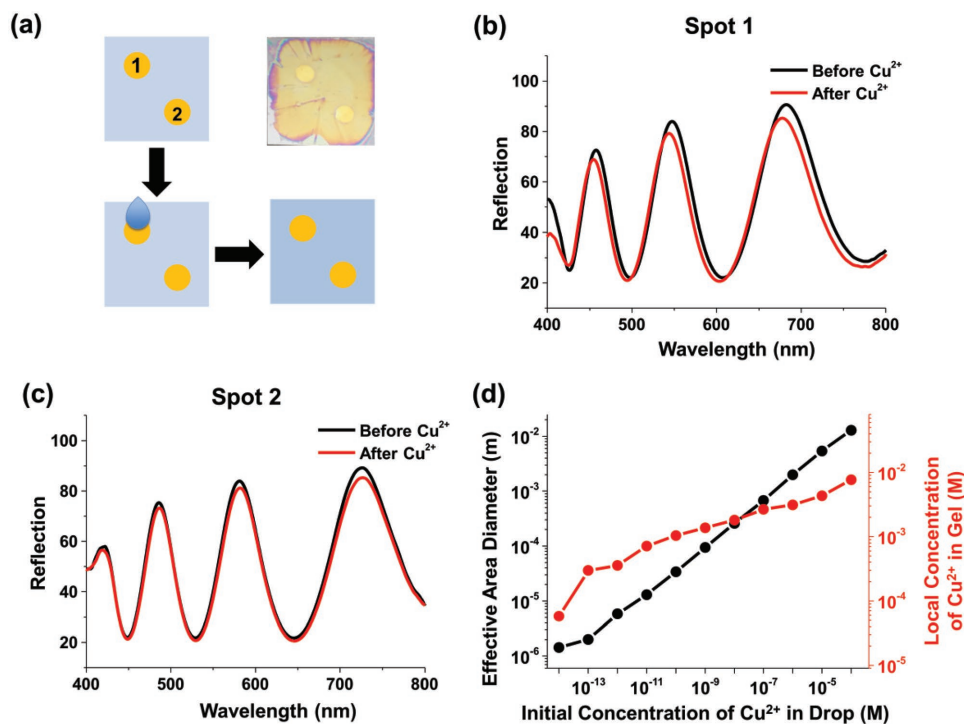 (a)
1
2
(b)
Spot 1
Before Cu²⁺
After Cu²⁺
Reflection
100
80
60
40
20
400
500
600
700
800
Wavelength (nm)
(c)
Spot 2
Before Cu²⁺
After Cu²⁺
Reflection
100
80
60
40
20
400
500
600
700
800
Wavelength (nm)
(d)
Effective Area Diameter (m)
10⁻²
10⁻³
10⁻⁴
10⁻⁵
10⁻⁶
10⁻¹³
10⁻¹¹
10⁻⁹
10⁻⁷
10⁻⁵
Initial Concentration of Cu²⁺ in Drop (M)
10⁻²
10⁻³
10⁻⁴
10⁻⁵
Local Concentration
of Cu²⁺ in Gel (M)